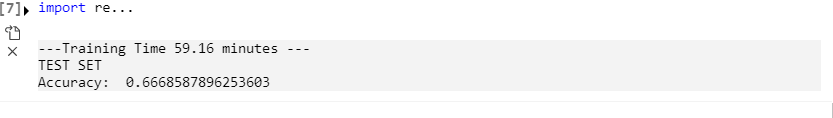 [7] import re...
---Training Time 59.16 minutes ---
TEST SET
Accuracy:  0.6668587896253603